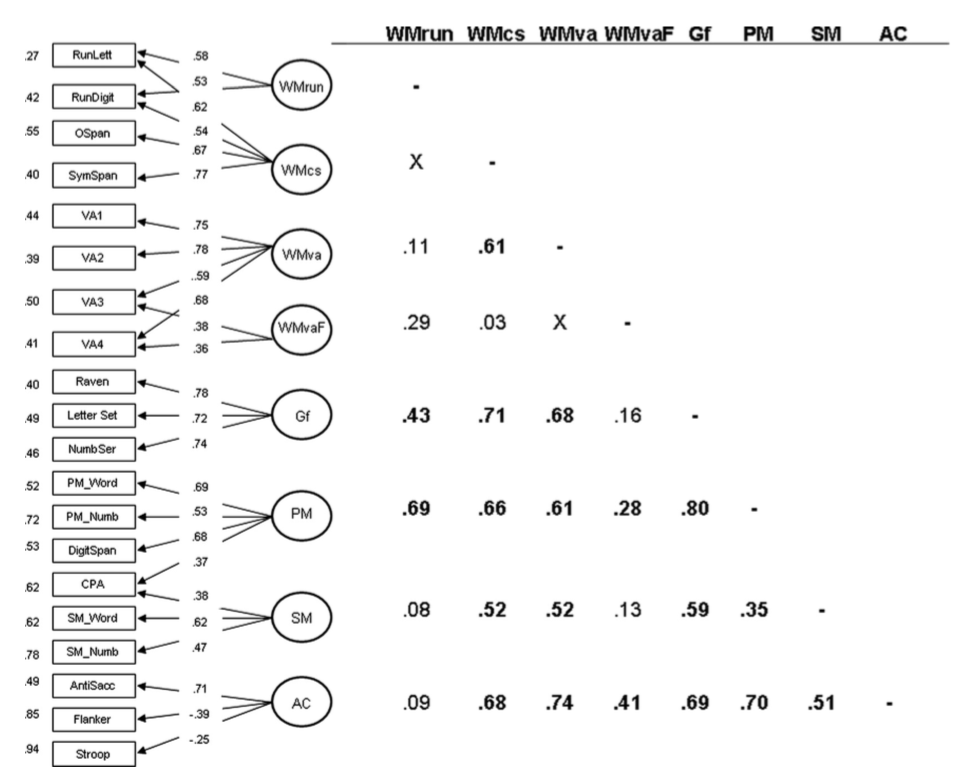 WMrun WMcs WMva WMvaF Gf PM SM AC
.27 RunLett .58
.53 WMrun -
.42 RunDigit .62
.55 OSpan .54
.67
.40 SymSpan .77 WMcs X -
.44 VA1 .75
.39 VA2 .78 WMva .11 .61 -
..59
.50 VA3 .68
.38 WMvaF .29 .03 X -
.41 VA4 .36
.40 Raven .78
.49 Letter Set .72 Gf .43 .71 .68 .16 -
.46 NumbSer .74
.52 PM_Word .69
.72 PM_Numb .53 PM .69 .66 .61 .28 .80 -
.53 DigitSpan .68
.37
.62 CPA .38
.62 SM_Word .62 SM .08 .52 .52 .13 .59 .35 -
.78 SM_Numb .47
.49 AntiSacc .71
.85 Flanker -.39 AC .09 .68 .74 .41 .69 .70 .51 -
.94 Stroop -.25